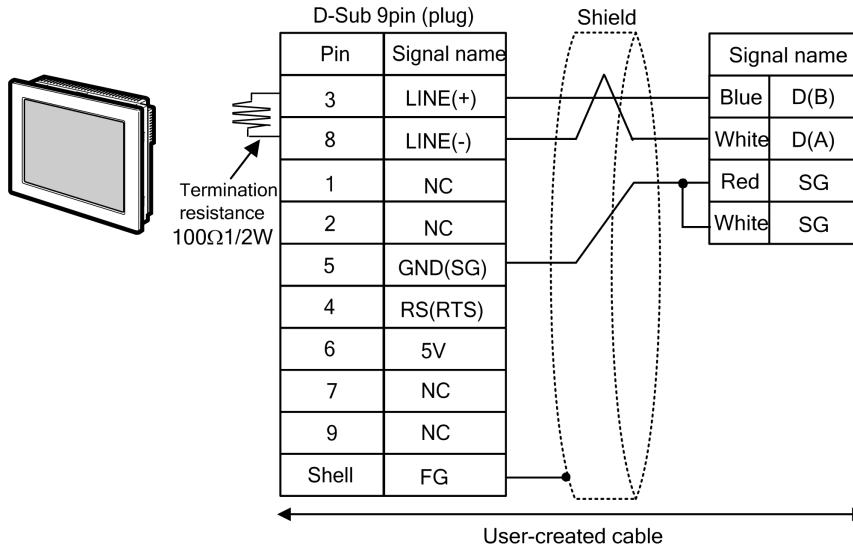 D-Sub 9pin (plug)
Shield
Pin Signal name
Signal name
3 LINE(+)
Blue D(B)
8 LINE(-)
White D(A)
1 NC
Red SG
2 NC
White SG
5 GND(SG)
4 RS(RTS)
6 5V
7 NC
9 NC
Shell FG
Termination
resistance
100Ω1/2W
User-created cable